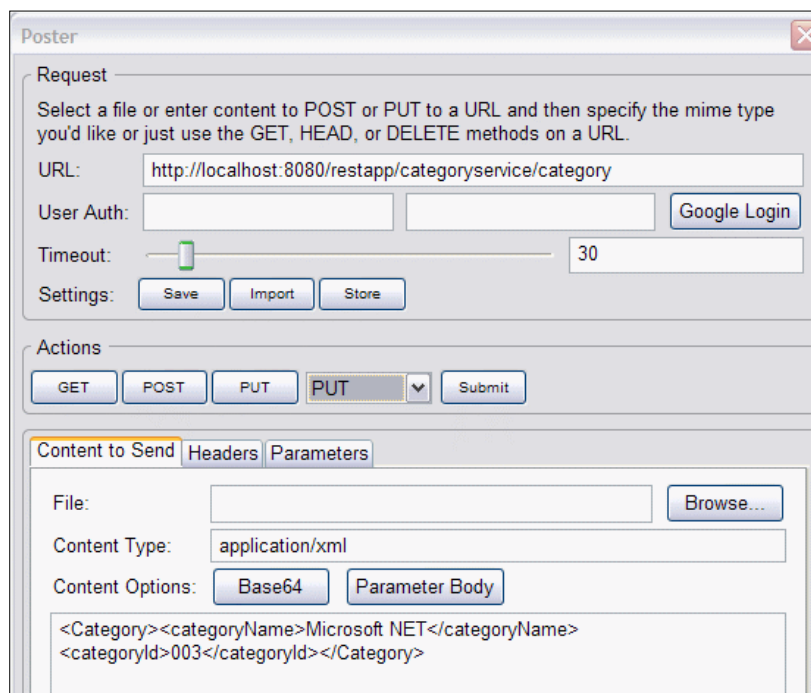 Poster
Request
Select a file or enter content to POST or PUT to a URL and then specify the mime type
you'd like or just use the GET, HEAD, or DELETE methods on a URL.
URL: http://localhost:8080/restapp/categoryservice/category
User Auth: Google Login
Timeout: 30
Settings: Save Import Store
Actions
GET POST PUT PUT Submit
Content to Send Headers Parameters
File: Browse...
Content Type: application/xml
Content Options: Base64 Parameter Body
<Category><categoryName>Microsoft NET</categoryName>
<categoryId>003</categoryId></Category>